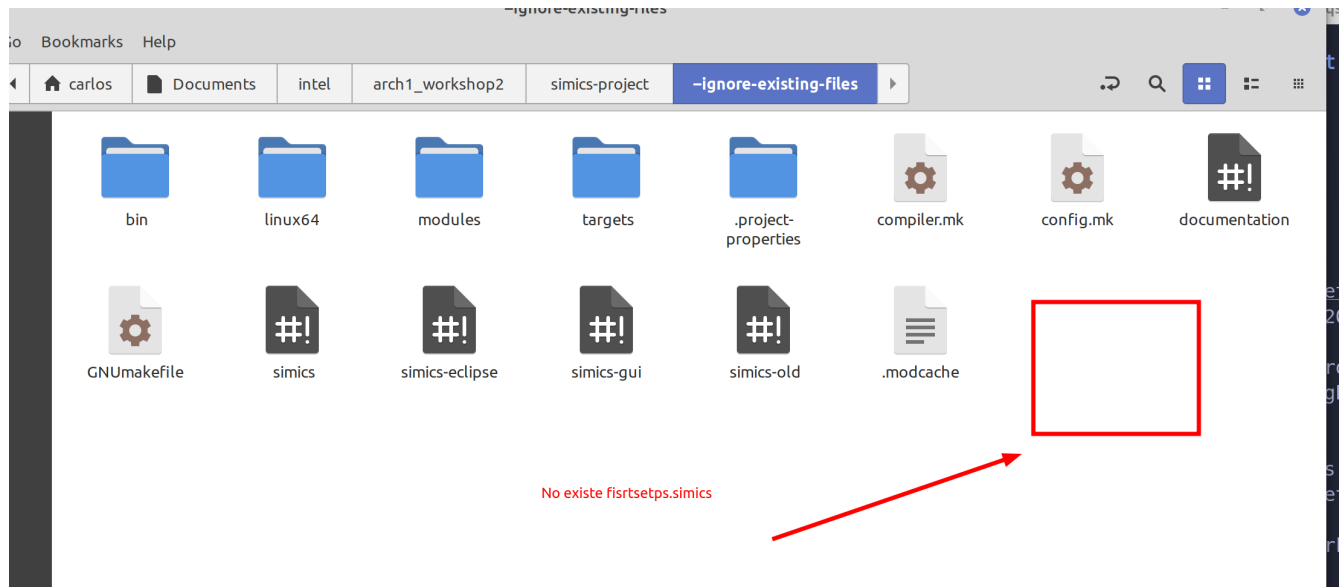 –ignore-existing-files
Go Bookmarks Help
carlos Documents intel arch1_workshop2 simics-project –ignore-existing-files
bin linux64 modules targets .project-properties compiler.mk config.mk documentation
GNUmakefile simics simics-eclipse simics-gui simics-old .modcache
No existe fisrtsetps.simics